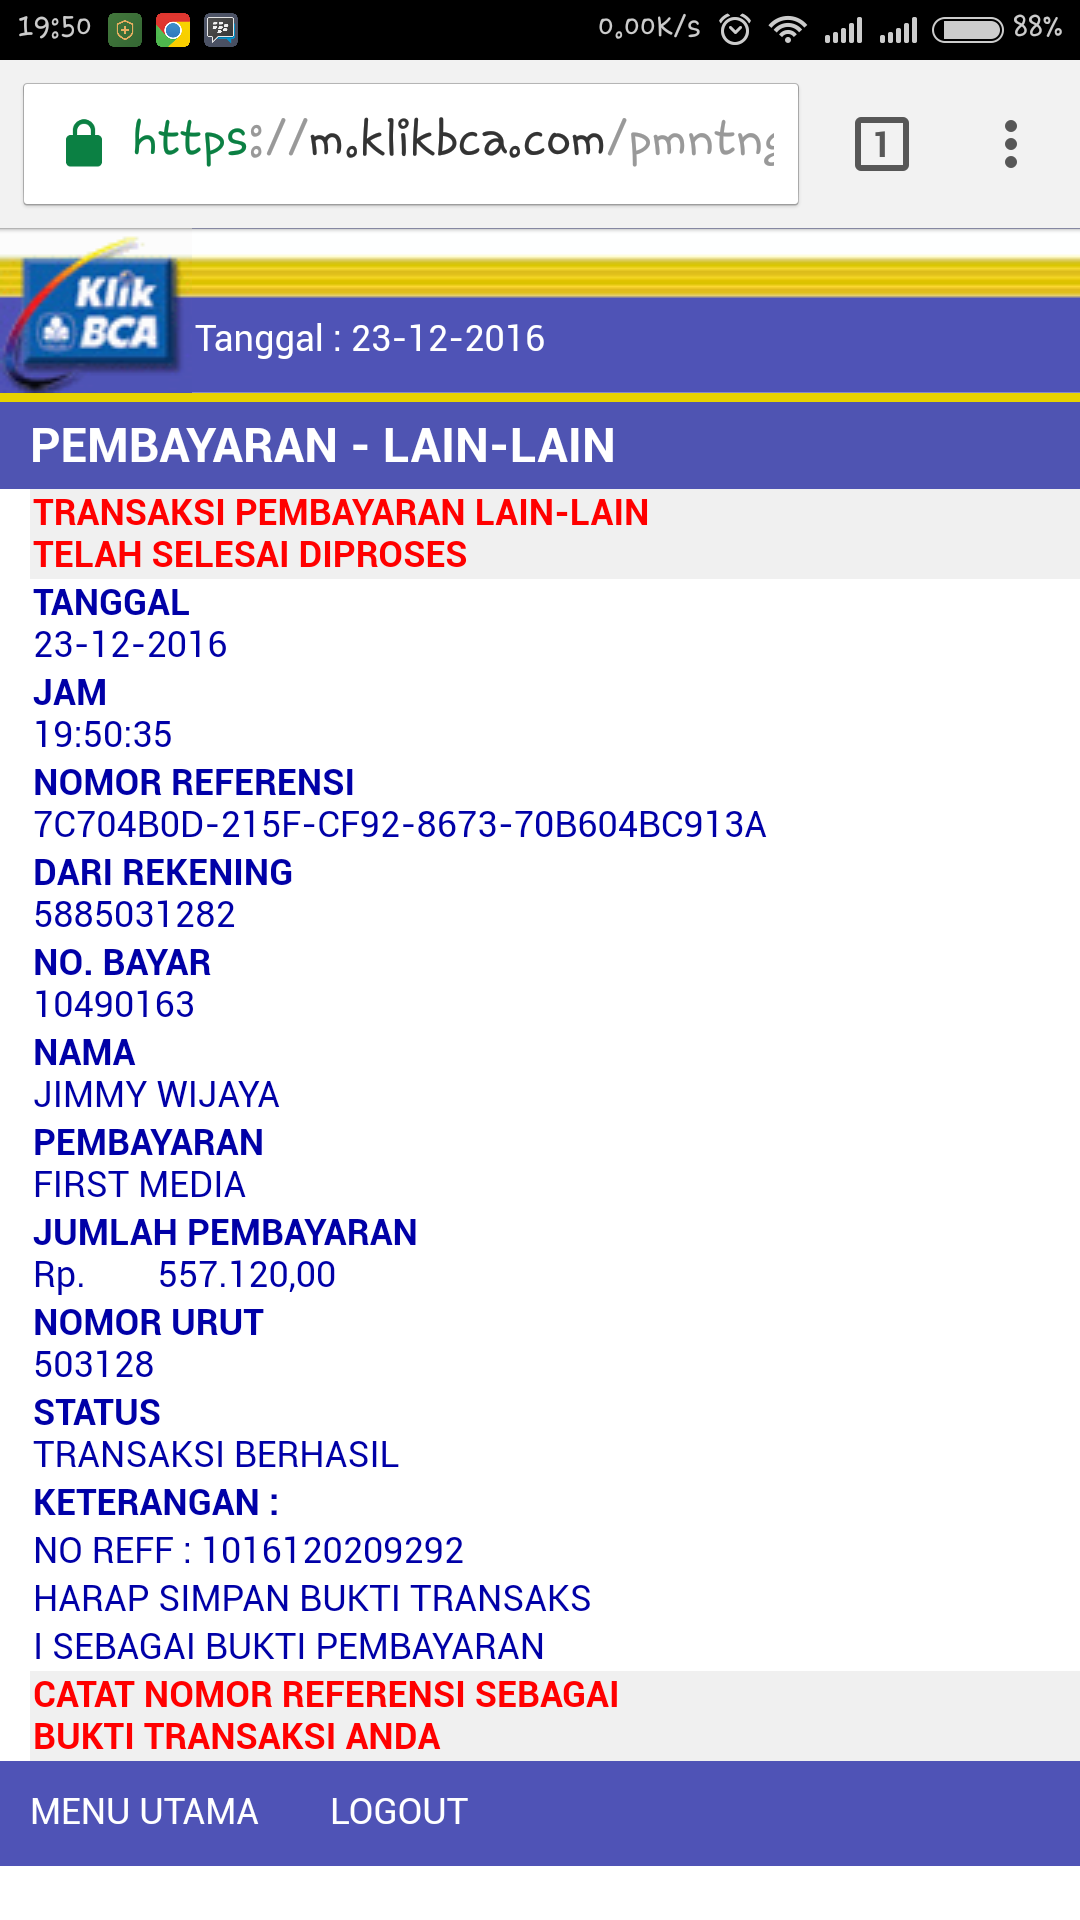 19:50 0.00K/s 88%
https://m.klikbca.com/pmntn
1
Klik
BCA
Tanggal : 23-12-2016
PEMBAYARAN - LAIN-LAIN
TRANSAKSI PEMBAYARAN LAIN-LAIN
TELAH SELESAI DIPROSES
TANGGAL
23-12-2016
JAM
19:50:35
NOMOR REFERENSI
7C704B0D-215F-CF92-8673-70B604BC913A
DARI REKENING
5885031282
NO. BAYAR
10490163
NAMA
JIMMY WIJAYA
PEMBAYARAN
FIRST MEDIA
JUMLAH PEMBAYARAN
Rp. 557.120,00
NOMOR URUT
503128
STATUS
TRANSAKSI BERHASIL
KETERANGAN :
NO REFF : 1016120209292
HARAP SIMPAN BUKTI TRANSAKS
I SEBAGAI BUKTI PEMBAYARAN
CATAT NOMOR REFERENSI SEBAGAI
BUKTI TRANSAKSI ANDA
MENU UTAMA LOGOUT